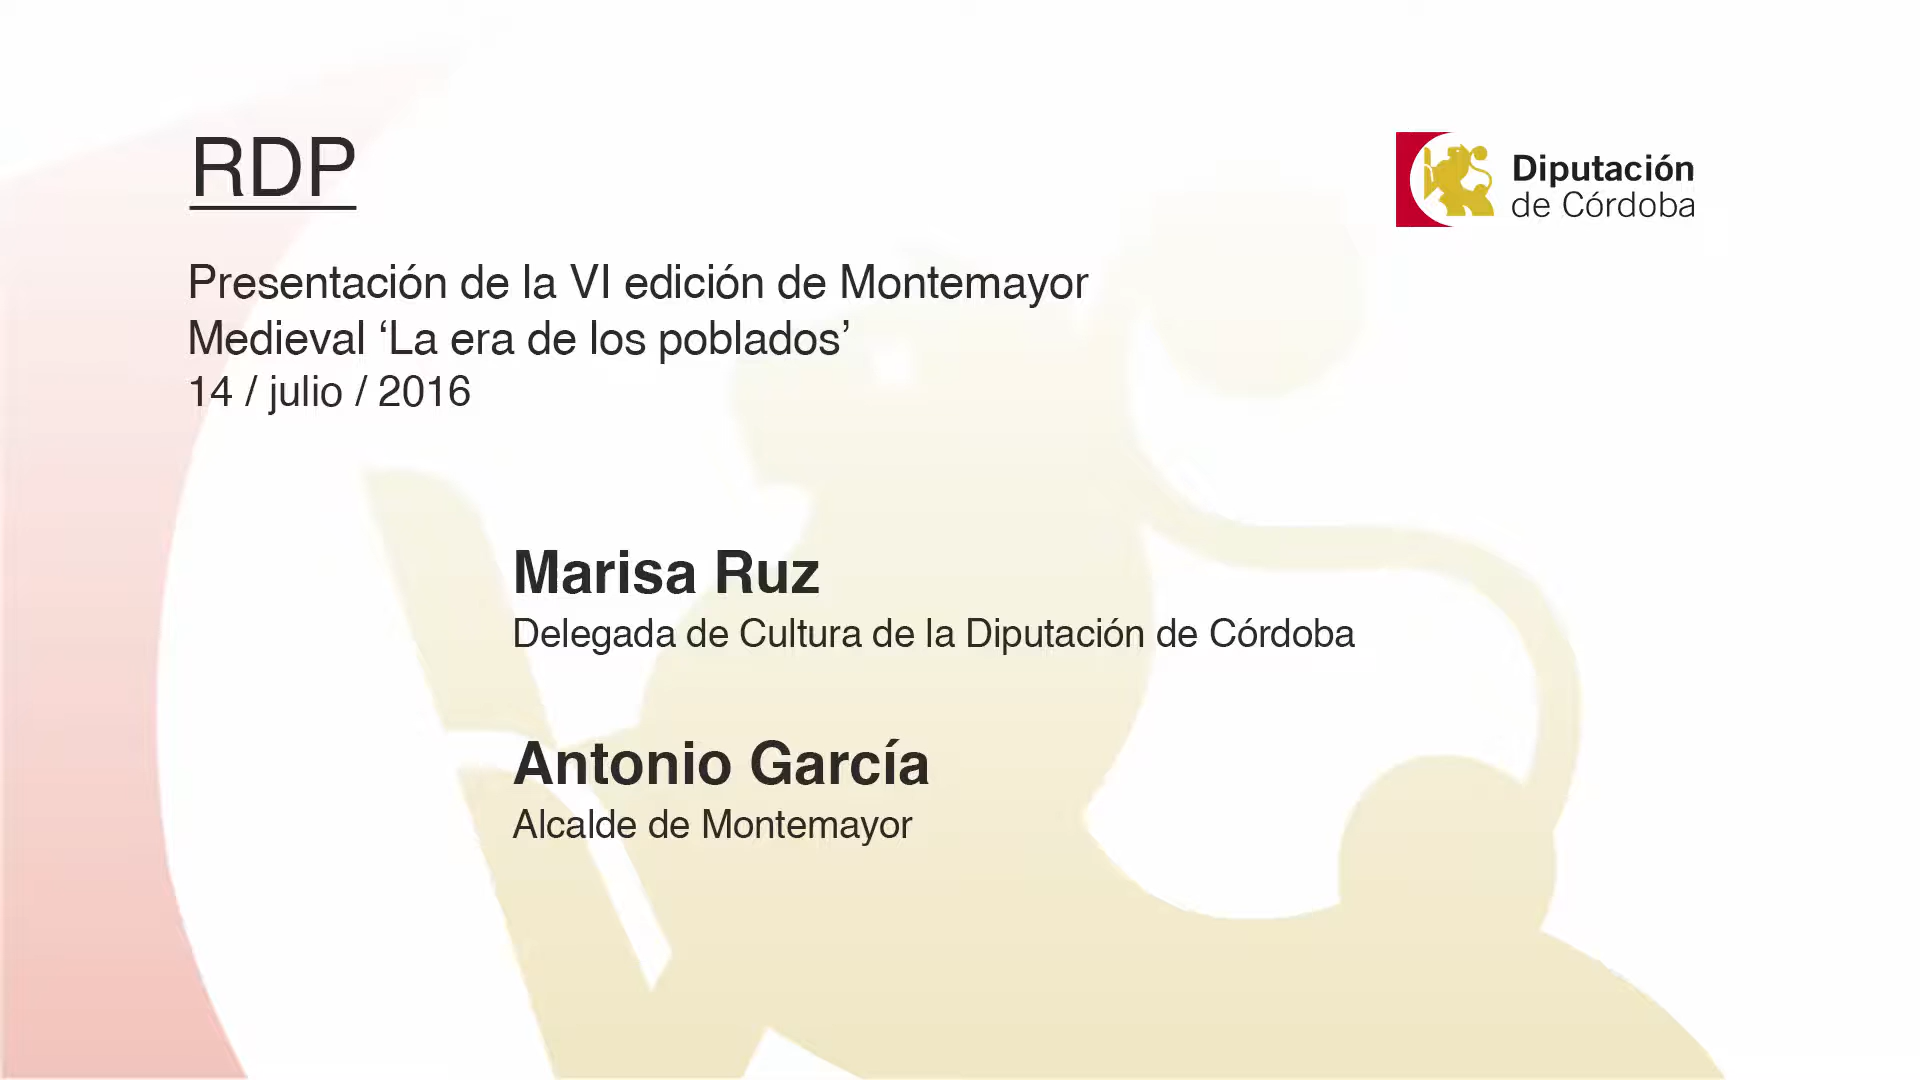 RDP
Diputación
de Córdoba
Presentación de la VI edición de Montemayor
Medieval ‘La era de los poblados’
14 / julio / 2016
Marisa Ruz
Delegada de Cultura de la Diputación de Córdoba
Antonio García
Alcalde de Montemayor